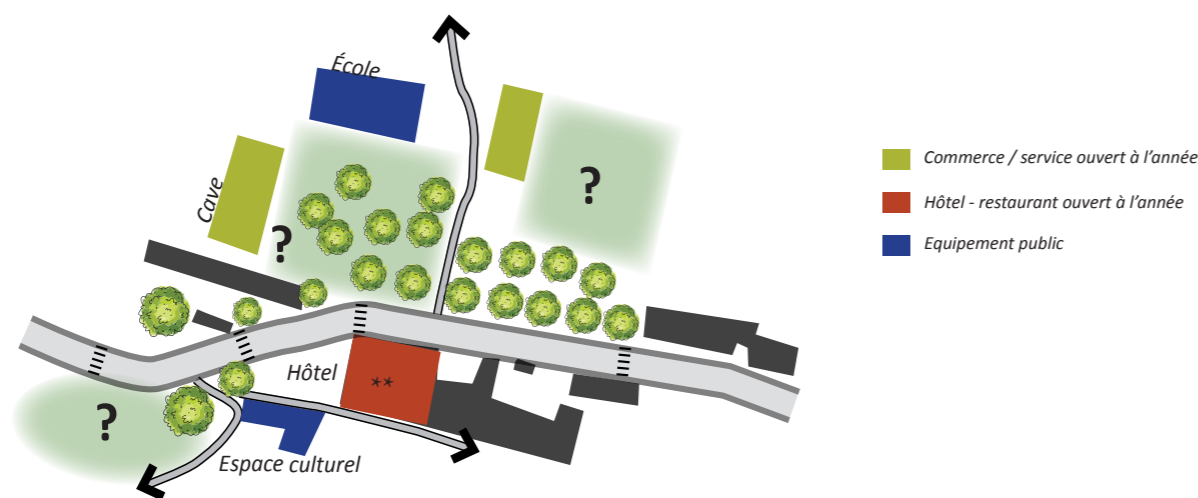 École
Cave
?
?
Hôtel
**
?
Espace culturel
Commerce / service ouvert à l'année
Hôtel - restaurant ouvert à l'année
Equipement public